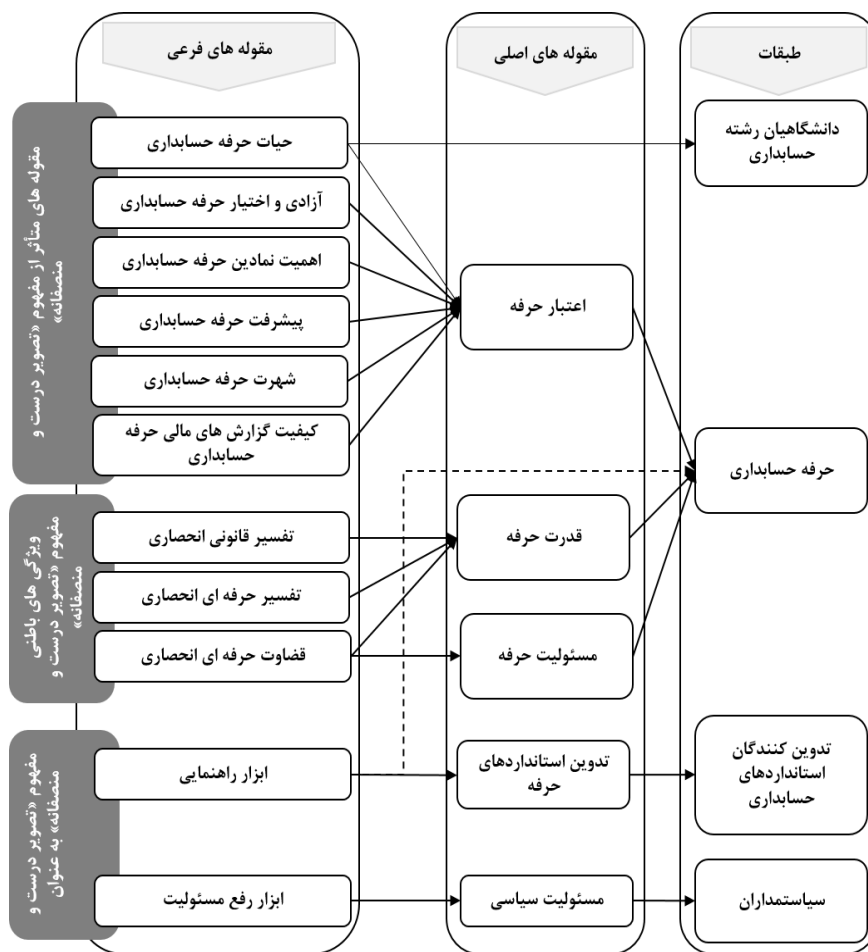 طبقات
مقوله های اصلی
مقوله های فرعی
دانشگاهیان رشته
حسابداری
حرفه حسابداری
تدوین کنندگان
استانداردهای
حسابداری
سیاستمداران
اعتبار حرفه
قدرت حرفه
مسئولیت حرفه
تدوین استانداردهای
حرفه
مسئولیت سیاسی
حیات حرفه حسابداری
آزادی و اختیار حرفه حسابداری
اهمیت نمادین حرفه حسابداری
پیشرفت حرفه حسابداری
شهرت حرفه حسابداری
کیفیت گزارش های مالی حرفه
حسابداری
تفسیر قانونی انحصاری
تفسیر حرفه ای انحصاری
قضاوت حرفه ای انحصاری
ابزار راهنمایی
ابزار رفع مسئولیت
مقوله های متأثر از مفهوم «تصویر درست و
منصفانه»
ویژگی های باطنی
مفهوم «تصویر درست و
منصفانه»
مفهوم «تصویر درست و
منصفانه» به عنوان